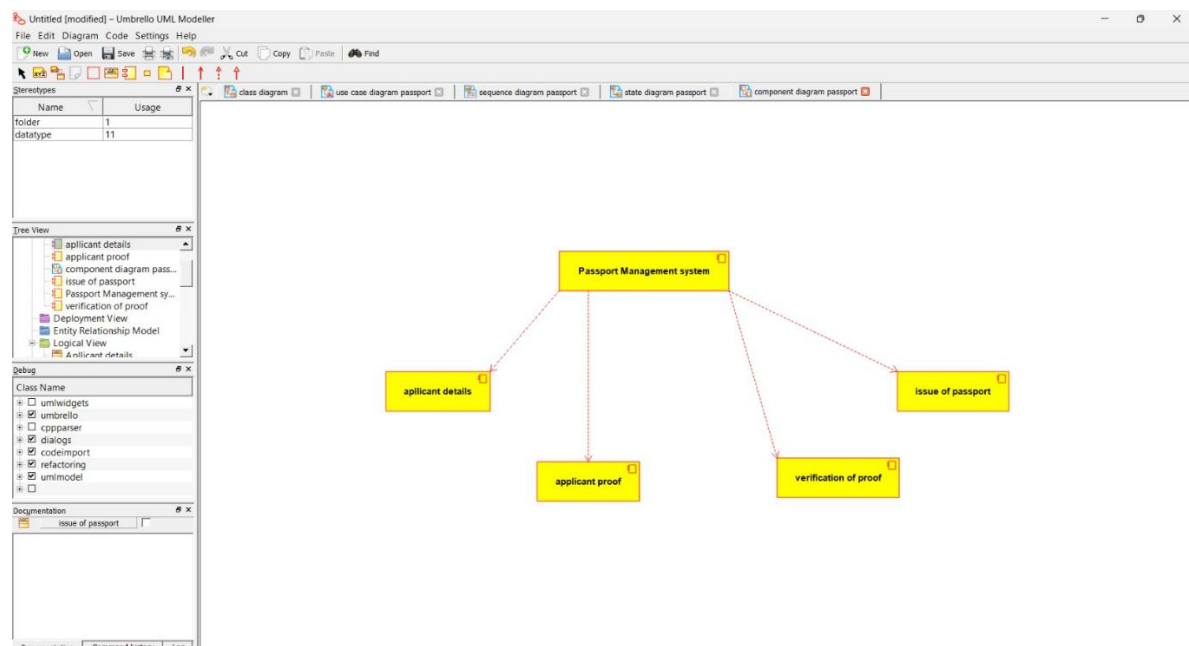 Untitled [modified] – Umbrello UML Modeller
File Edit Diagram Code Settings Help
New Open Save Cut Copy Paste Find
Stereotypes
class diagram use case diagram passport sequence diagram passport state diagram passport component diagram passport
Name Usage
folder 1
datatype 11
Tree View
apllicant details
applicant proof
component diagram pass...
issue of passport
Passport Management sy...
verification of proof
Deployment View
Entity Relationship Model
Logical View
Apllicant details
Debug
Class Name
umlwidgets
umbrello
cppparser
dialogs
codeimport
refactoring
umlmodel
Documentation
issue of passport
Passport Management system
apllicant details
issue of passport
applicant proof
verification of proof